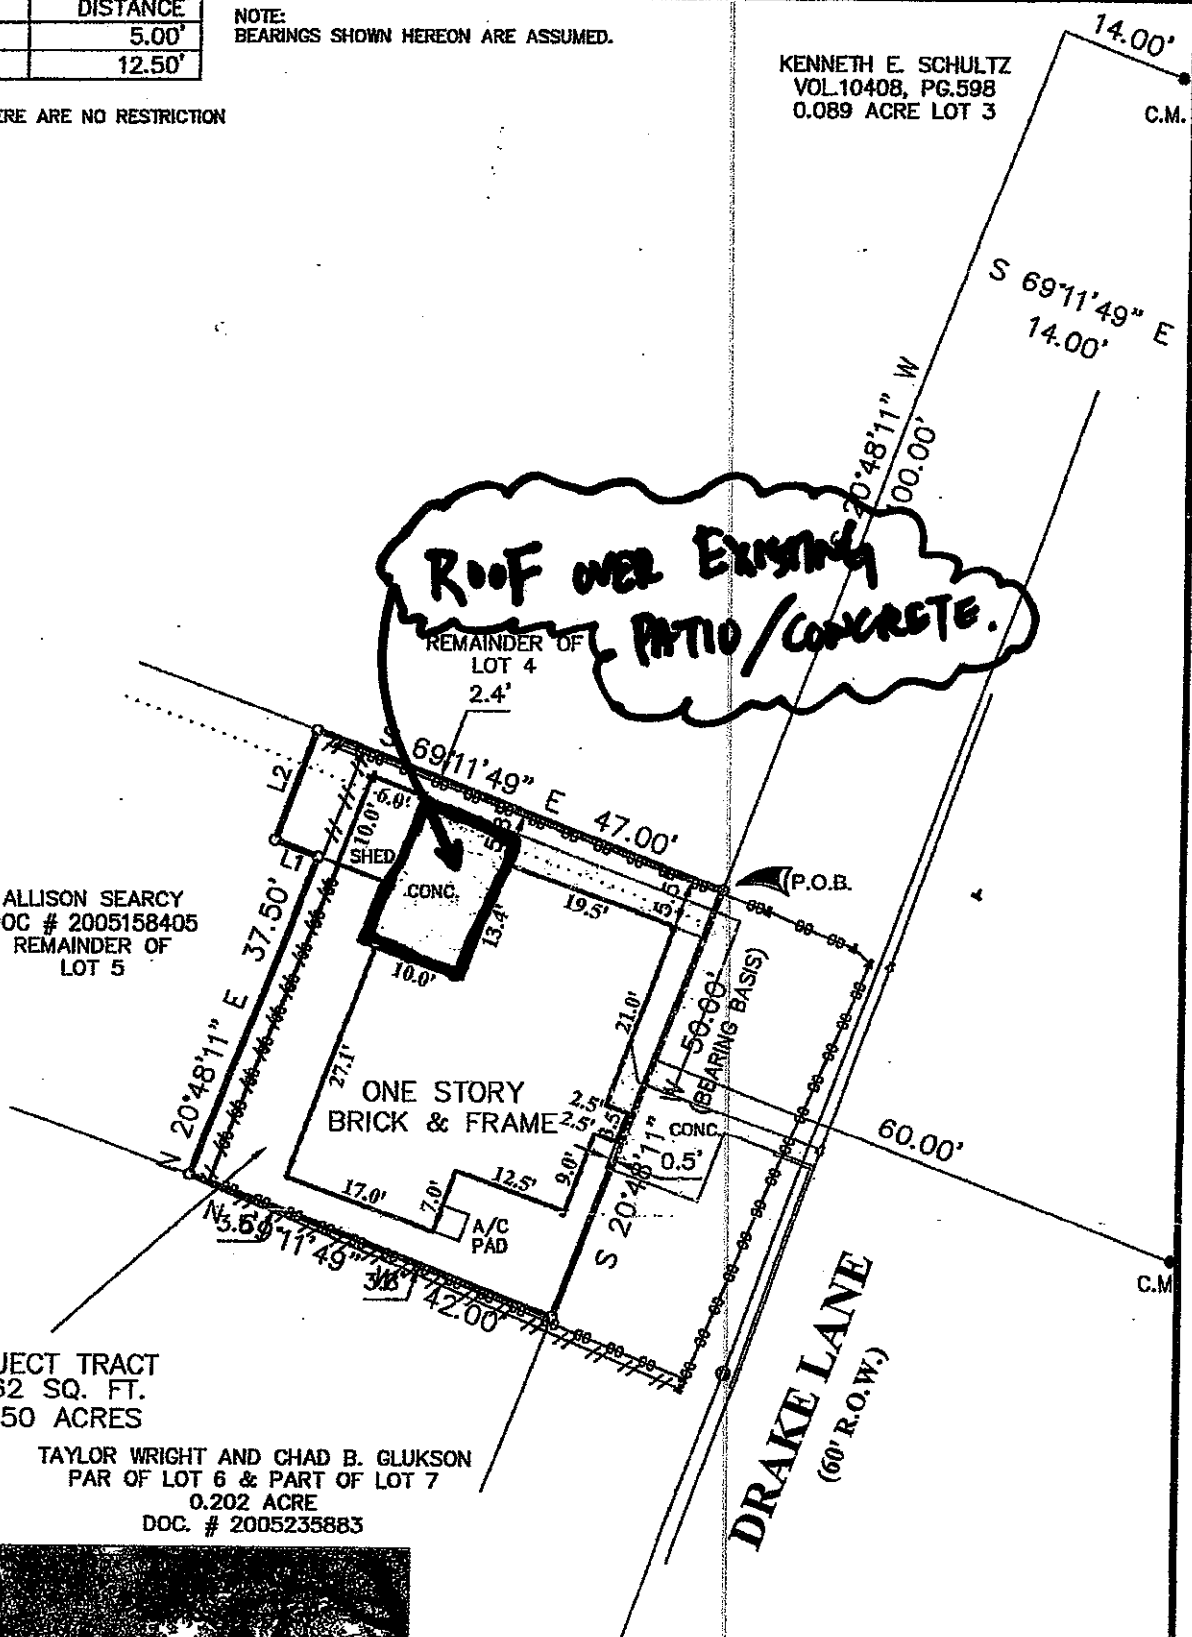 DISTANCE
5.00'
12.50'
NOTE:
BEARINGS SHOWN HEREON ARE ASSUMED.
ERE ARE NO RESTRICTION
KENNETH E. SCHULTZ
VOL.10408, PG.598
0.089 ACRE LOT 3
14.00'
C.M.
S 69°11'49" E
14.00'
20°48'11" W
00.00'
ROOF OVER EXISTING
PATIO/CONCRETE.
REMAINDER OF
LOT 4
2.4'
S 69°11'49" E 47.00'
L2
L1
6.0'
10.0'
SHED
CONC.
13.4'
10.0'
19.5'
P.O.B.
ALLISON SEARCY
OC # 2005158405
REMAINDER OF
LOT 5
N 20°48'11" E 37.50'
27.1'
21.0'
ONE STORY
BRICK & FRAME
2.5'
2.5'
3.5'
CONC.
0.5'
S 20°48'11" W 50.00'
(BEARING BASIS)
60.00'
C.M
17.0'
7.0'
12.5'
9.0'
A/C
PAD
N 69°11'49" W 42.00'
JECT TRACT
62 SQ. FT.
50 ACRES
TAYLOR WRIGHT AND CHAD B. GLUKSON
PAR OF LOT 6 & PART OF LOT 7
0.202 ACRE
DOC. # 2005235883
DRAKE LANE
(60' R.O.W.)